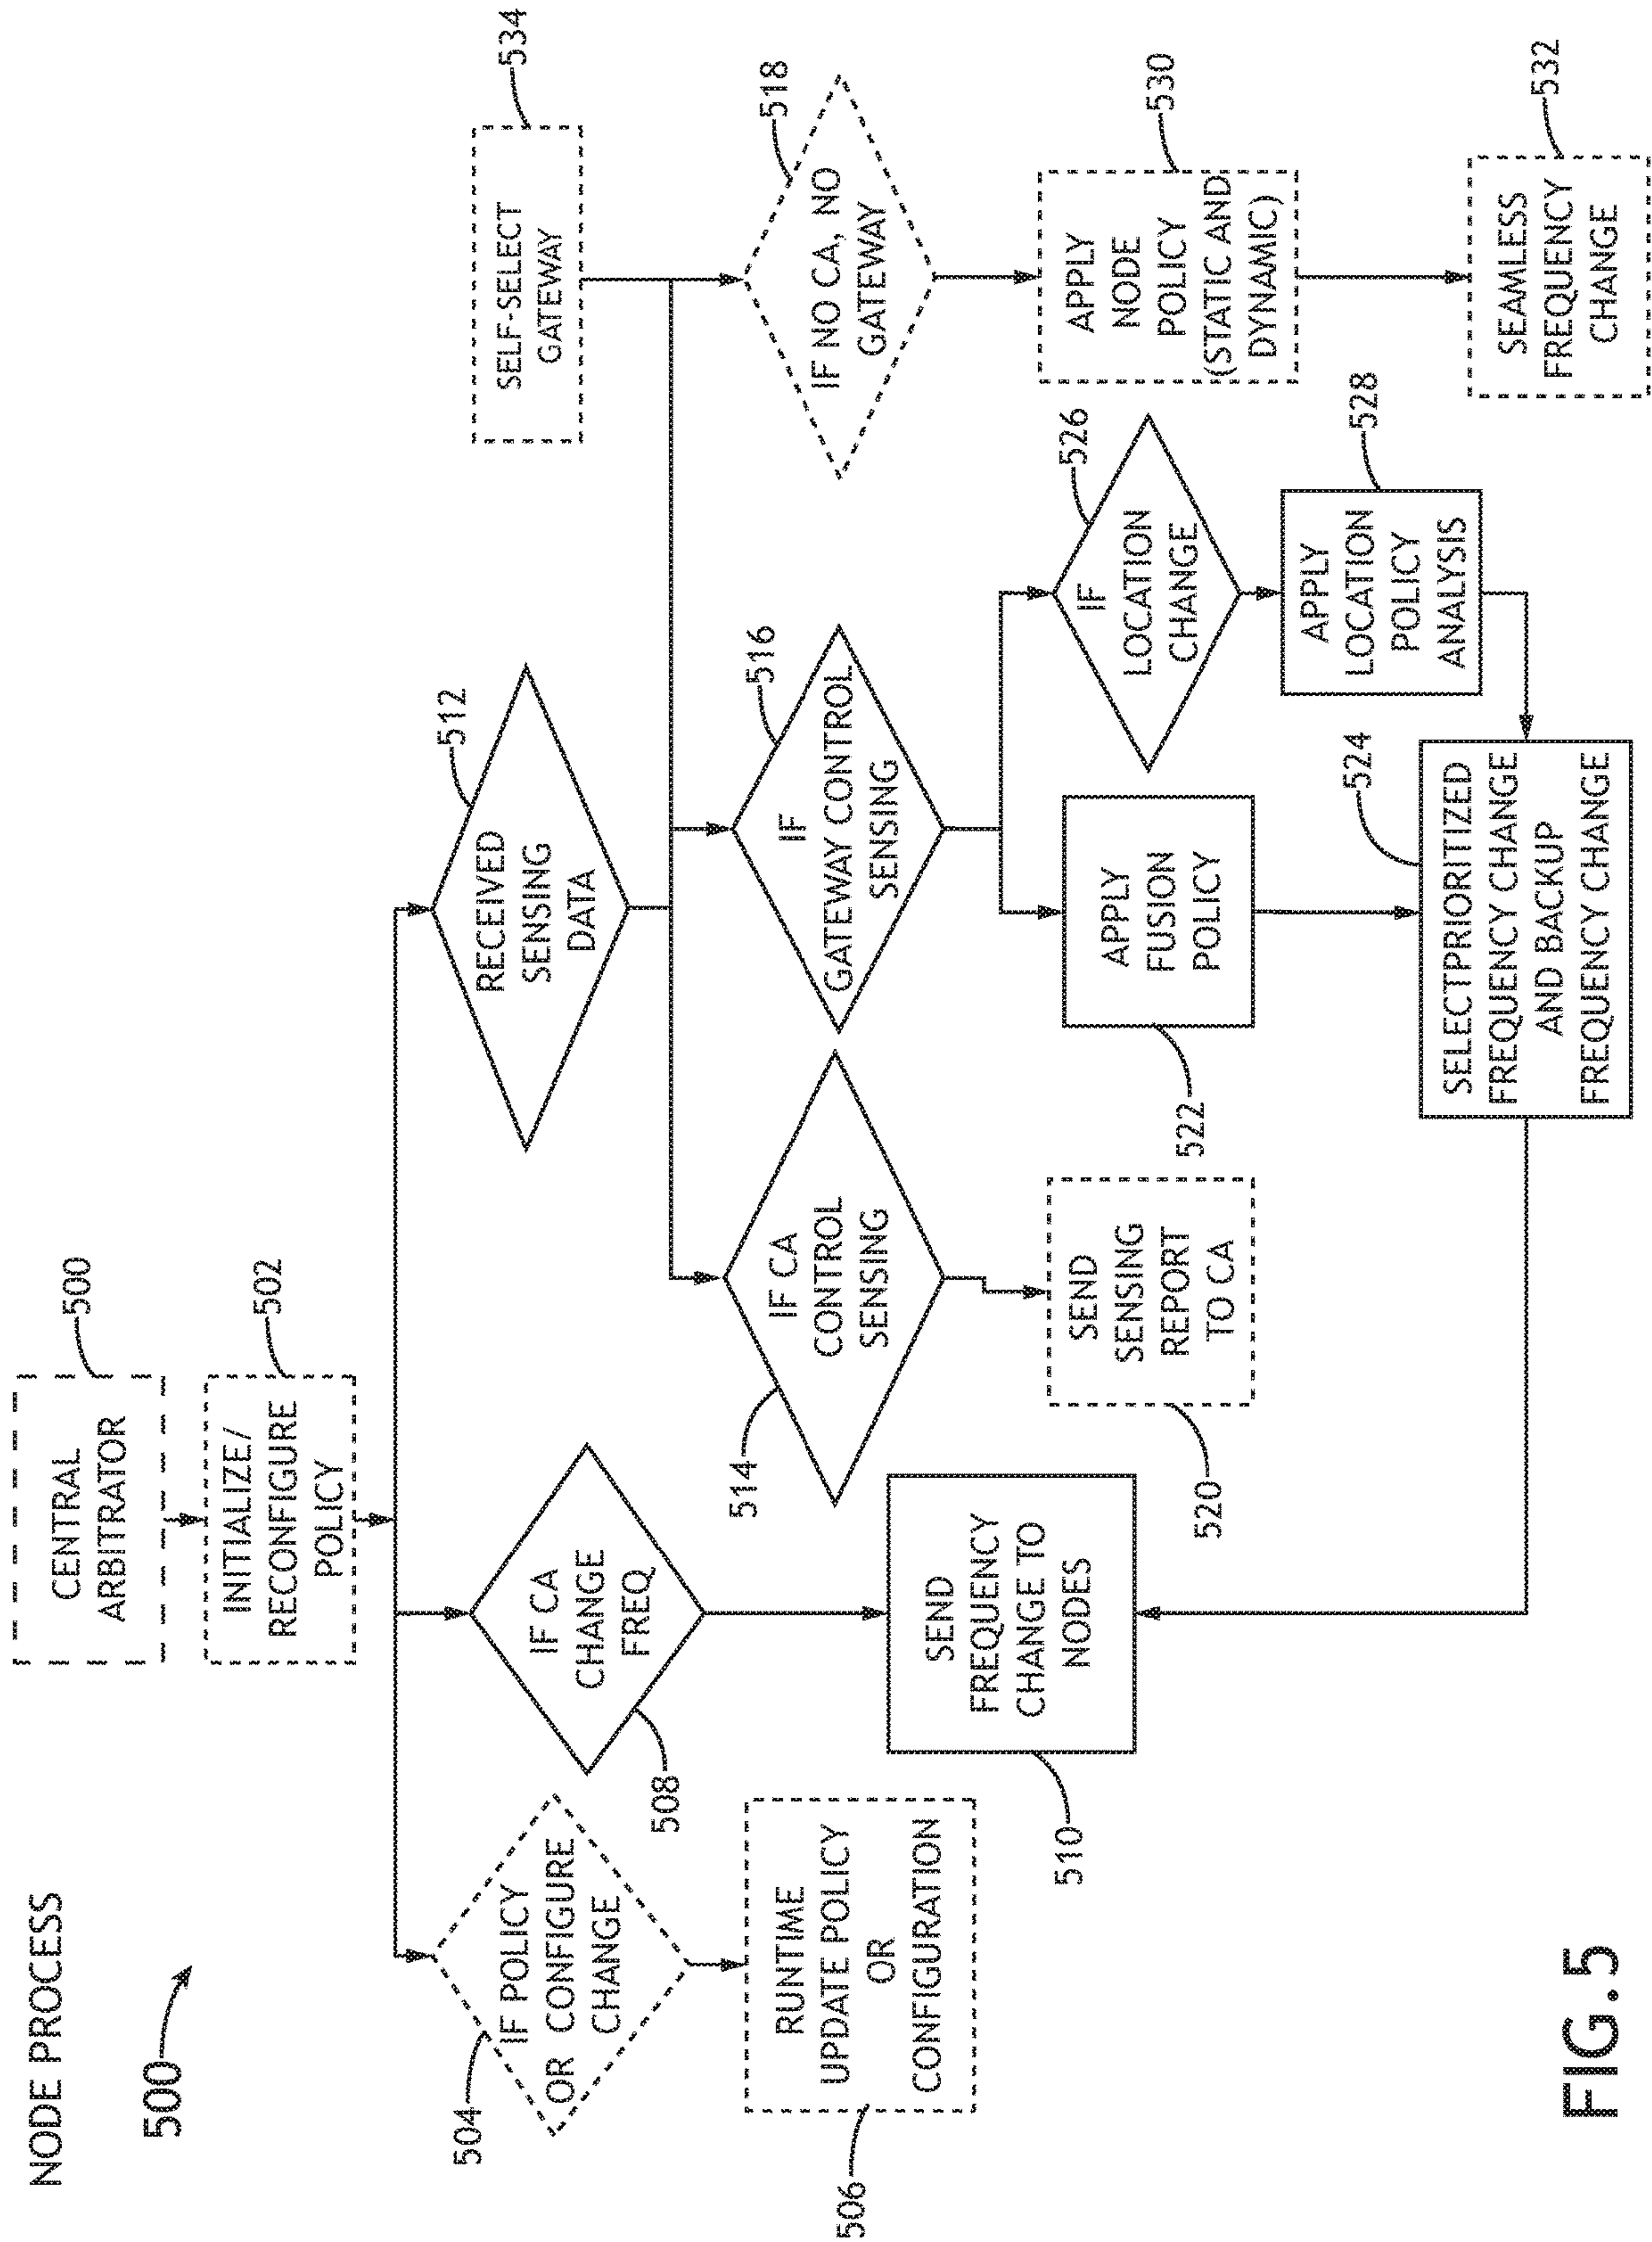 NODE PROCESS
500
CENTRAL
ARBITRATOR
500
INITIALIZE/
RECONFIGURE
POLICY
502
IF POLICY
OR CONFIGURE
CHANGE
504
RUNTIME
UPDATE POLICY
OR
CONFIGURATION
506
IF CA
CHANGE
FREQ
508
SEND
FREQUENCY
CHANGE TO
NODES
510
RECEIVED
SENSING
DATA
512
SELF-SELECT
GATEWAY
534
IF CA
CONTROL
SENSING
514
IF
GATEWAY CONTROL
SENSING
516
IF NO CA, NO
GATEWAY
518
SEND
SENSING
REPORT
TO CA
520
APPLY
FUSION
POLICY
522
IF
LOCATION
CHANGE
526
APPLY
LOCATION
POLICY
ANALYSIS
528
APPLY
NODE
POLICY
(STATIC AND
DYNAMIC)
530
SELECTPRIORITIZED
FREQUENCY CHANGE
AND BACKUP
FREQUENCY CHANGE
524
SEAMLESS
FREQUENCY
CHANGE
532
FIG.5